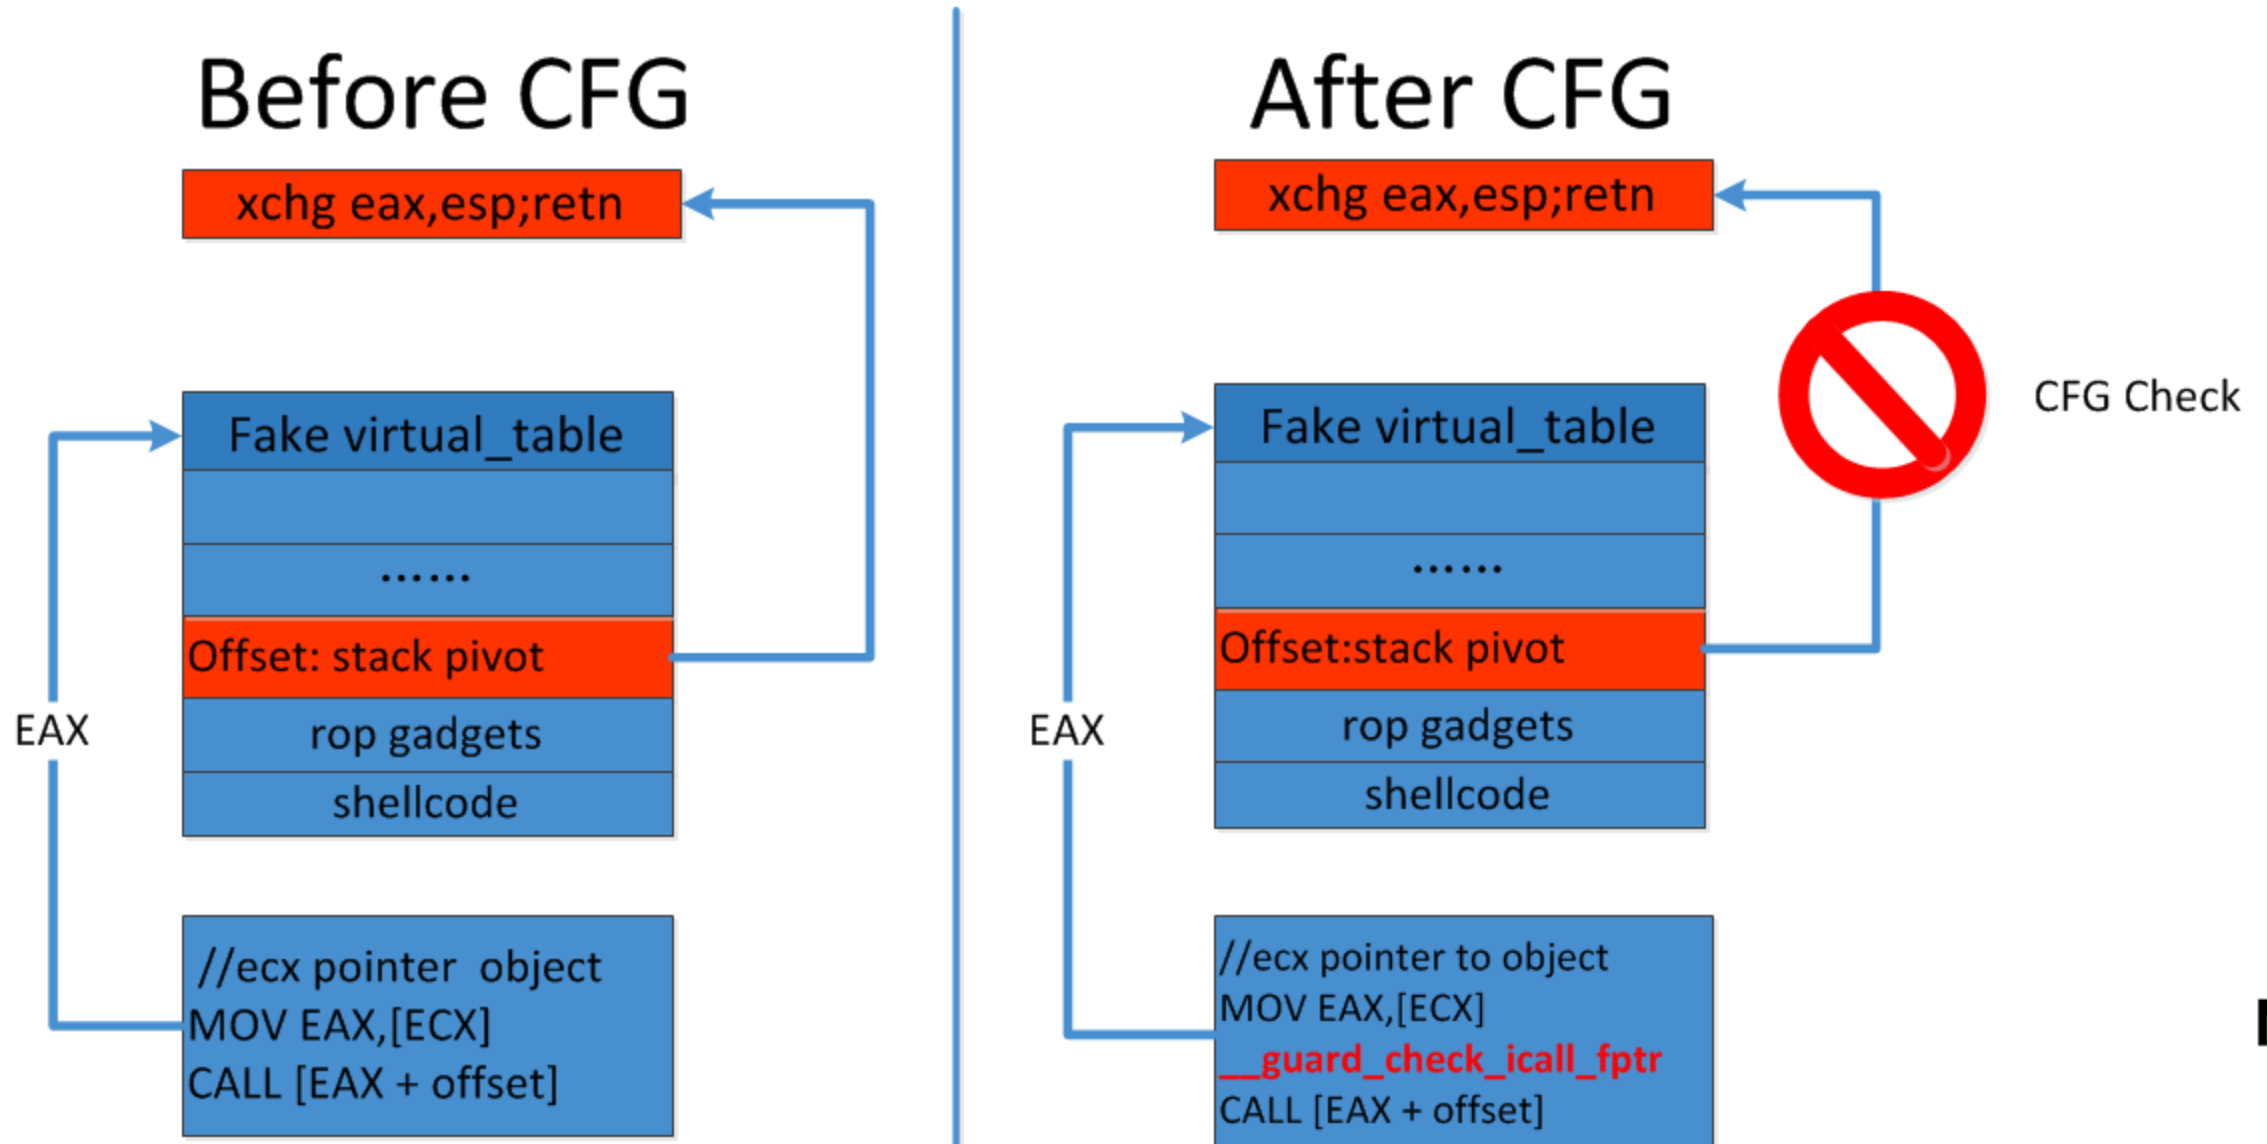 Before CFG
xchg eax,esp;retn
Fake virtual_table
......
Offset: stack pivot
rop gadgets
shellcode
EAX
//ecx pointer  object
MOV EAX,[ECX]
CALL [EAX + offset]
After CFG
xchg eax,esp;retn
CFG Check
Fake virtual_table
......
Offset:stack pivot
rop gadgets
shellcode
EAX
//ecx pointer to object
MOV EAX,[ECX]
__guard_check_icall_fptr
CALL [EAX + offset]